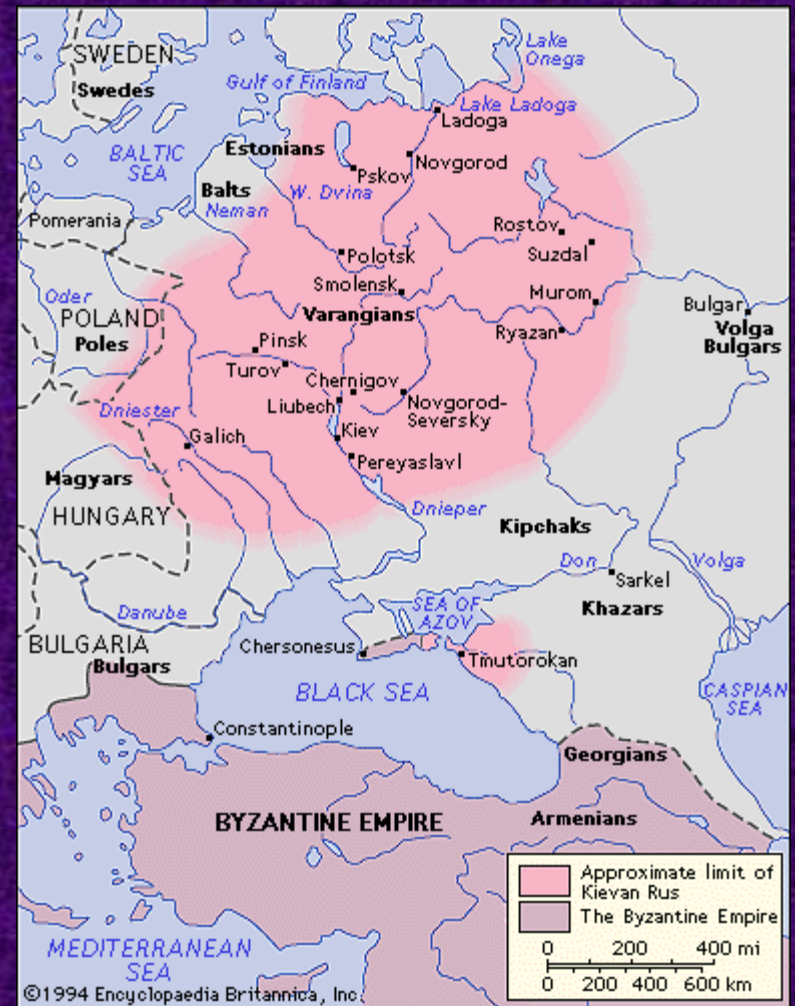 SWEDEN
Swedes
Lake
Onega
Gulf of Finland
Lake Ladoga
Ladoga
BALTIC
SEA
Estonians
Novgorod
Pskov
Balts
W. Dvina
Neman
Pomerania
Rostov
Suzdal
Polotsk
Smolensk
Murom
Oder
POLAND
Poles
Varangians
Bulgar
Volga
Bulgars
Pinsk
Ryazan
Turov
Chernigov
Liubech
Novgorod-
Seversky
Dniester
Galich
Kiev
Pereyaslavl
Magyars
HUNGARY
Dnieper
Kipchaks
Don
Volga
Sarkel
Danube
SEA OF
AZOV
Khazars
BULGARIA
Bulgars
Chersonesus
Tmutorokan
BLACK SEA
CASPIAN
SEA
Constantinople
Georgians
BYZANTINE EMPIRE
Armenians
Approximate limit of
Kievan Rus
The Byzantine Empire
0 200 400 mi
0 200 400 600 km
MEDITERRANEAN
SEA
©1994 Encyclopaedia Britannica, Inc.